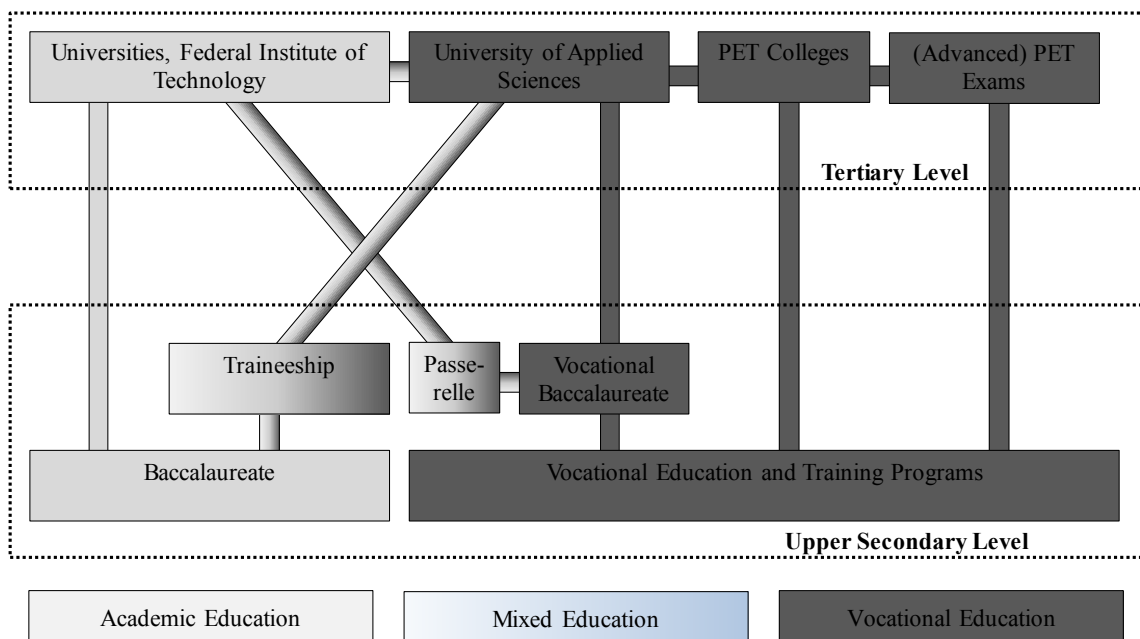 Universities, Federal Institute of
Technology
University of Applied
Sciences
PET Colleges
(Advanced) PET
Exams
Tertiary Level
Traineeship
Passe-
relle
Vocational
Baccalaureate
Baccalaureate
Vocational Education and Training Programs
Upper Secondary Level
Academic Education
Mixed Education
Vocational Education